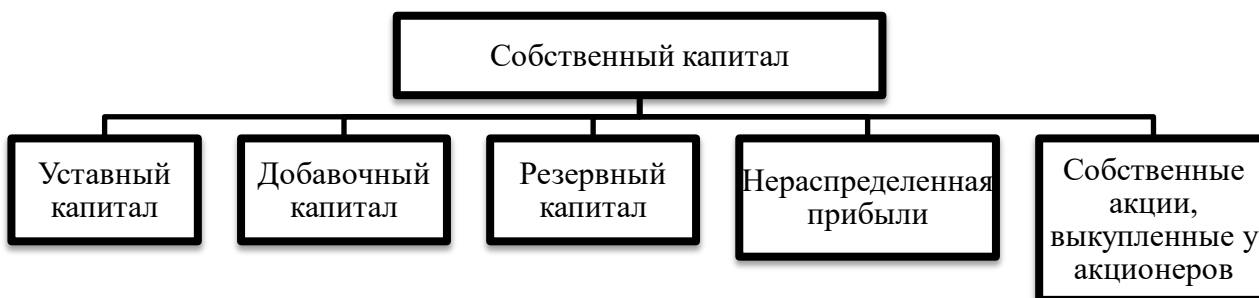 Собственный капитал
Уставный
капитал
Добавочный
капитал
Резервный
капитал
Нераспределенная
прибыли
Собственные
акции,
выкупленные у
акционеров